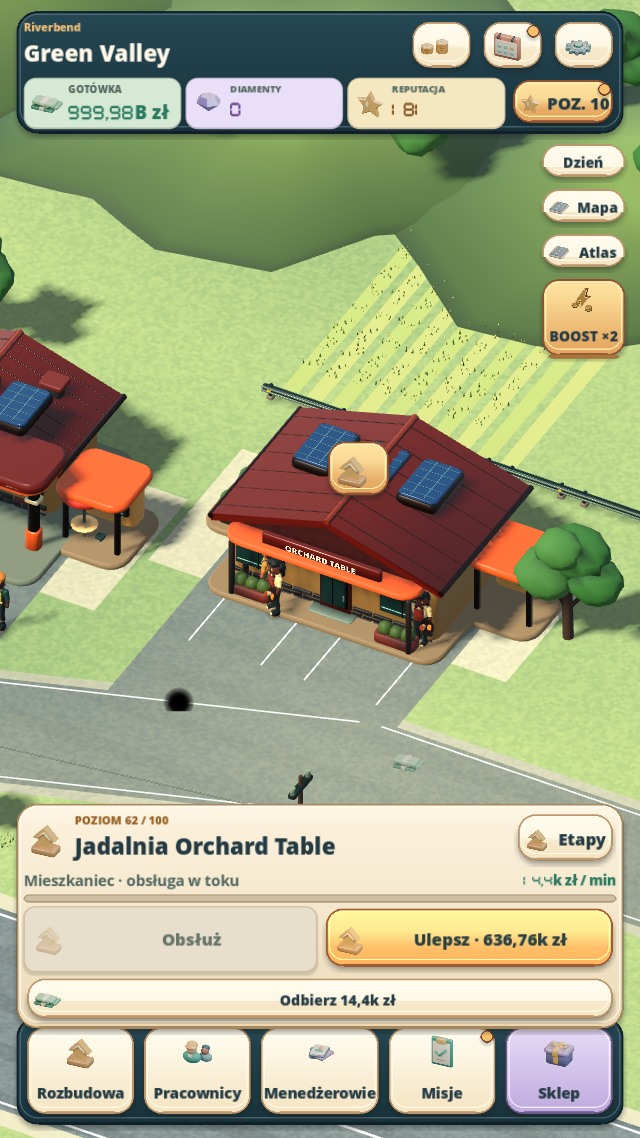 Riverbend
Green Valley
GOTÓWKA
999,98B zł
DIAMENTY
0
REPUTACJA
181
POZ. 10
Dzień
Mapa
Atlas
BOOST ×2
ORCHARD TABLE
POZIOM 62 / 100
Jadalnia Orchard Table
Etapy
Mieszkaniec · obsługa w toku
14,4k zł / min
Obsłuż
Ulepsz · 636,76k zł
Odbierz 14,4k zł
Rozbudowa
Pracownicy
Menedżerowie
Misje
Sklep